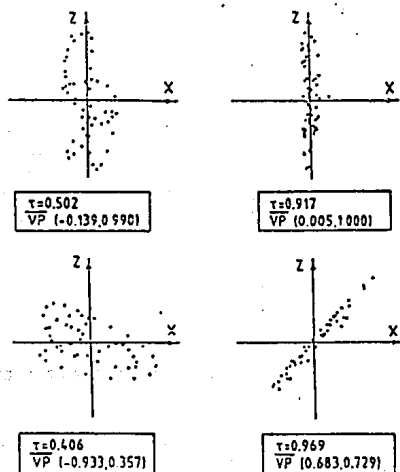 Z
X
Z
X
τ=0.502
VP (-0.139,0.990)
τ=0.917
VP (0.005,1.000)
Z
X
Z
X
τ=0.406
VP (-0.933,0.357)
τ=0.969
VP (0.683,0.729)